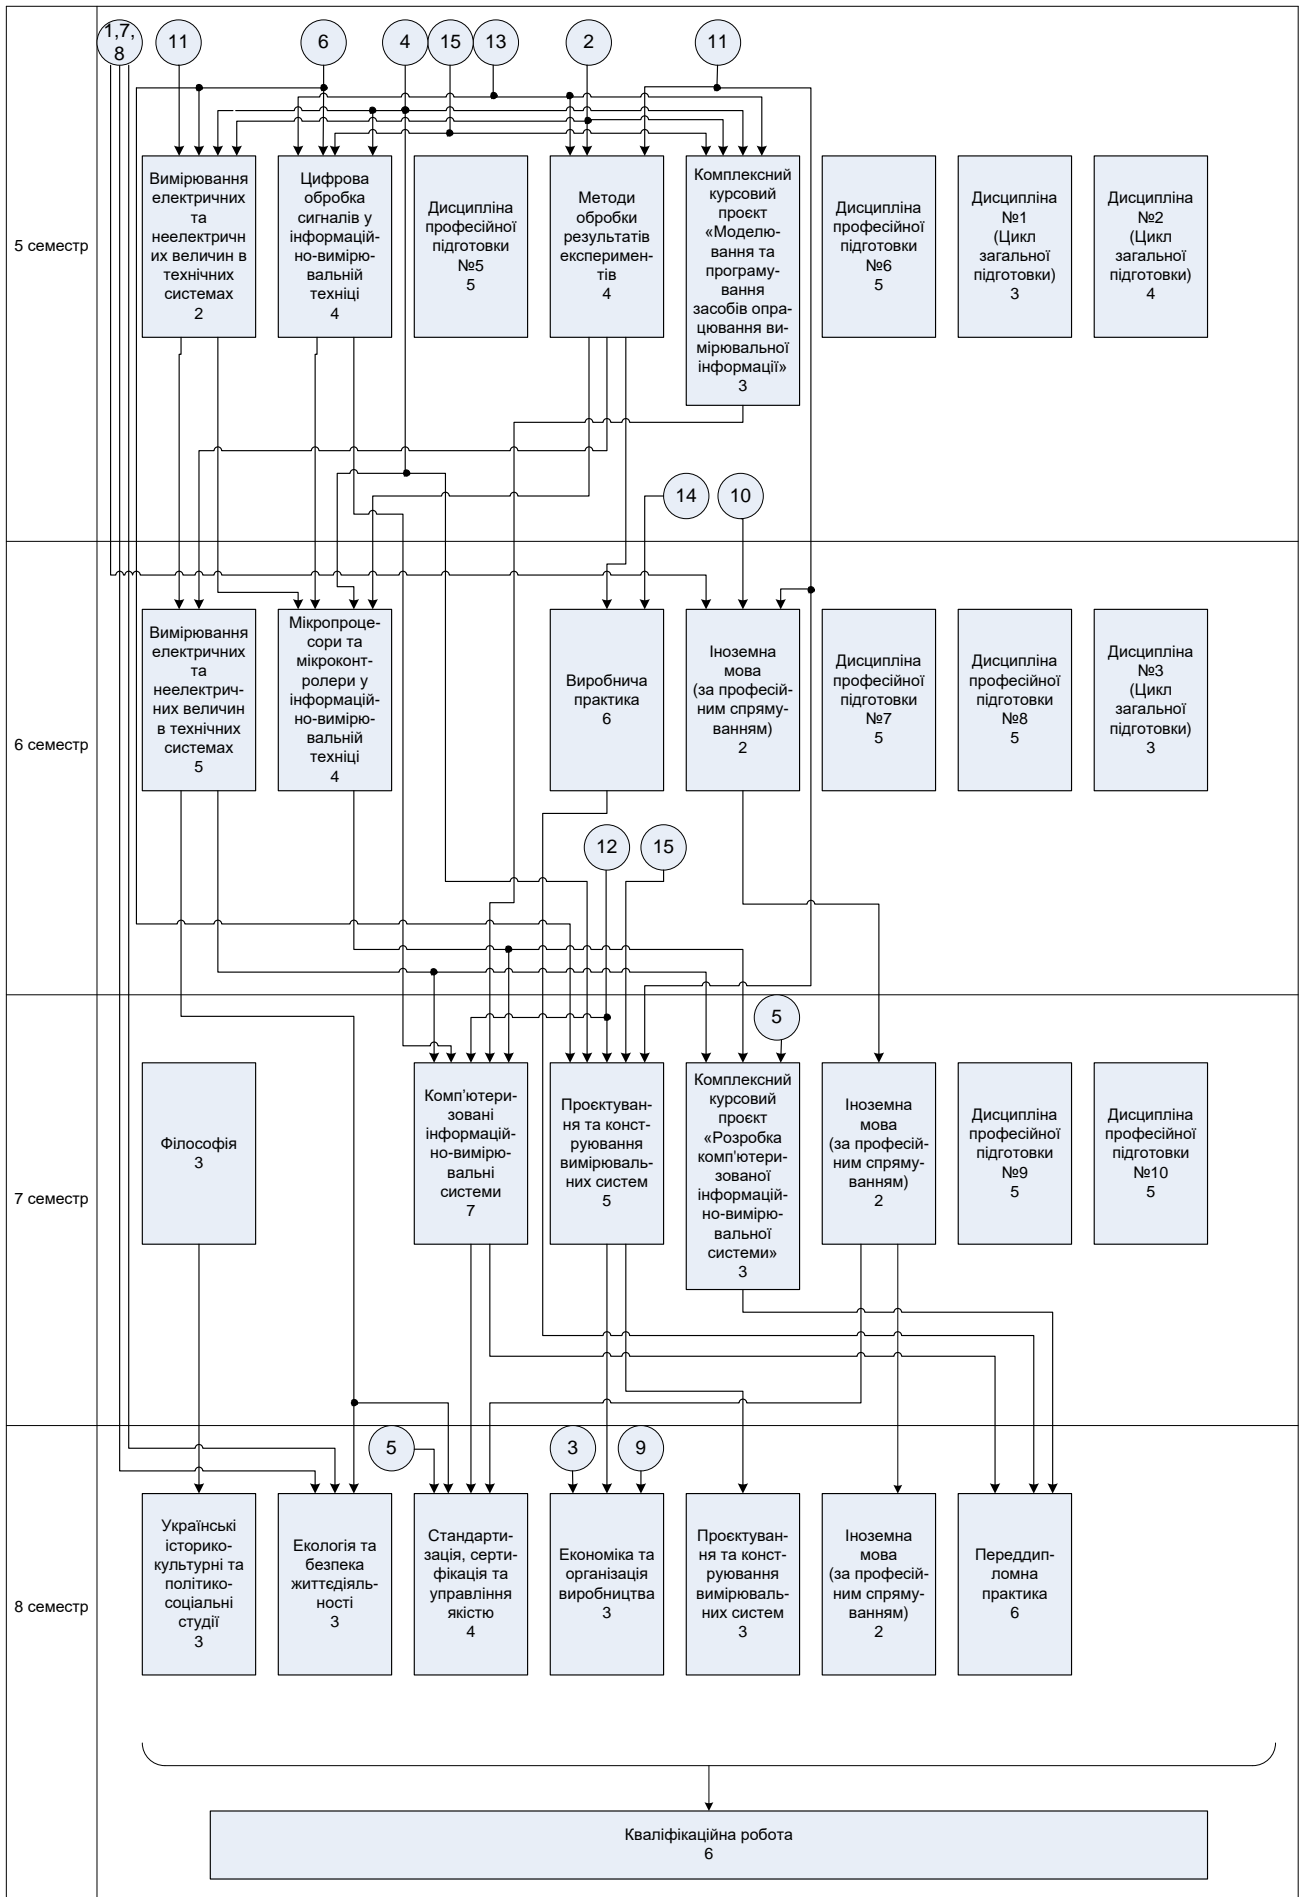 1,7,
8
11
6
4
15
13
2
11
5 семестр
Вимірювання
електричних
та
неелектричн
их величин в
технічних
системах
2
Цифрова
обробка
сигналів у
інформацій-
но-вимірю-
вальній
техніці
4
Дисципліна
професійної
підготовки
№5
5
Методи
обробки
результатів
експеримен-
тів
4
Комплексний
курсовий
проєкт
«Моделю-
вання та
програму-
вання
засобів опра-
цювання ви-
мірювальної
інформації»
3
Дисципліна
професійної
підготовки
№6
5
Дисципліна
№1
(Цикл
загальної
підготовки)
3
Дисципліна
№2
(Цикл
загальної
підготовки)
4
14
10
6 семестр
Вимірювання
електричних
та
неелектрич-
них величин
в технічних
системах
5
Мікропроце-
сори та
мікроконт-
ролери у
інформацій-
но-вимірю-
вальній
техніці
4
Виробнича
практика
6
Іноземна
мова
(за професій-
ним спряму-
ванням)
2
Дисципліна
професійної
підготовки
№7
5
Дисципліна
професійної
підготовки
№8
5
Дисципліна
№3
(Цикл
загальної
підготовки)
3
12
15
5
7 семестр
Філософія
3
Комп’ютери-
зовані
інформацій-
но-вимірю-
вальні
системи
7
Проєктуван-
ня та конст-
руювання
вимірюваль-
них систем
5
Комплексний
курсовий
проєкт
«Розробка
комп'ютери-
зованої
інформацій-
но-вимірю-
вальної
системи»
3
Іноземна
мова
(за професій-
ним спряму-
ванням)
2
Дисципліна
професійної
підготовки
№9
5
Дисципліна
професійної
підготовки
№10
5
5
3
9
8 семестр
Українські
історико-
культурні та
політико-
соціальні
студії
3
Екологія та
безпека
життєдіяль-
ності
3
Стандарти-
зація, серти-
фікація та
управління
якістю
4
Економіка та
організація
виробництва
3
Проєктуван-
ня та конст-
руювання
вимірюваль-
них систем
3
Іноземна
мова
(за професій-
ним спряму-
ванням)
2
Переддип-
ломна
практика
6
Кваліфікаційна робота
6